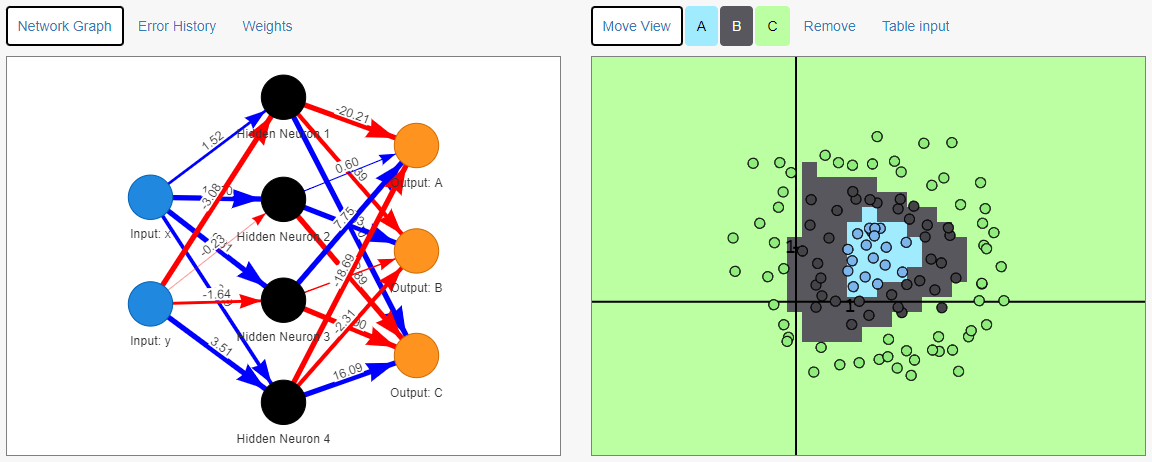 Network Graph
Error History
Weights
Move View
A
B
C
Remove
Table input
Hidden Neuron 1
Hidden Neuron 2
Hidden Neuron 3
Hidden Neuron 4
Input: x
Input: y
Output: A
Output: B
Output: C
1.52
-3.08
-1.64
3.51
-20.21
0.60
7.75
-18.69
-2.31
16.09
1
1